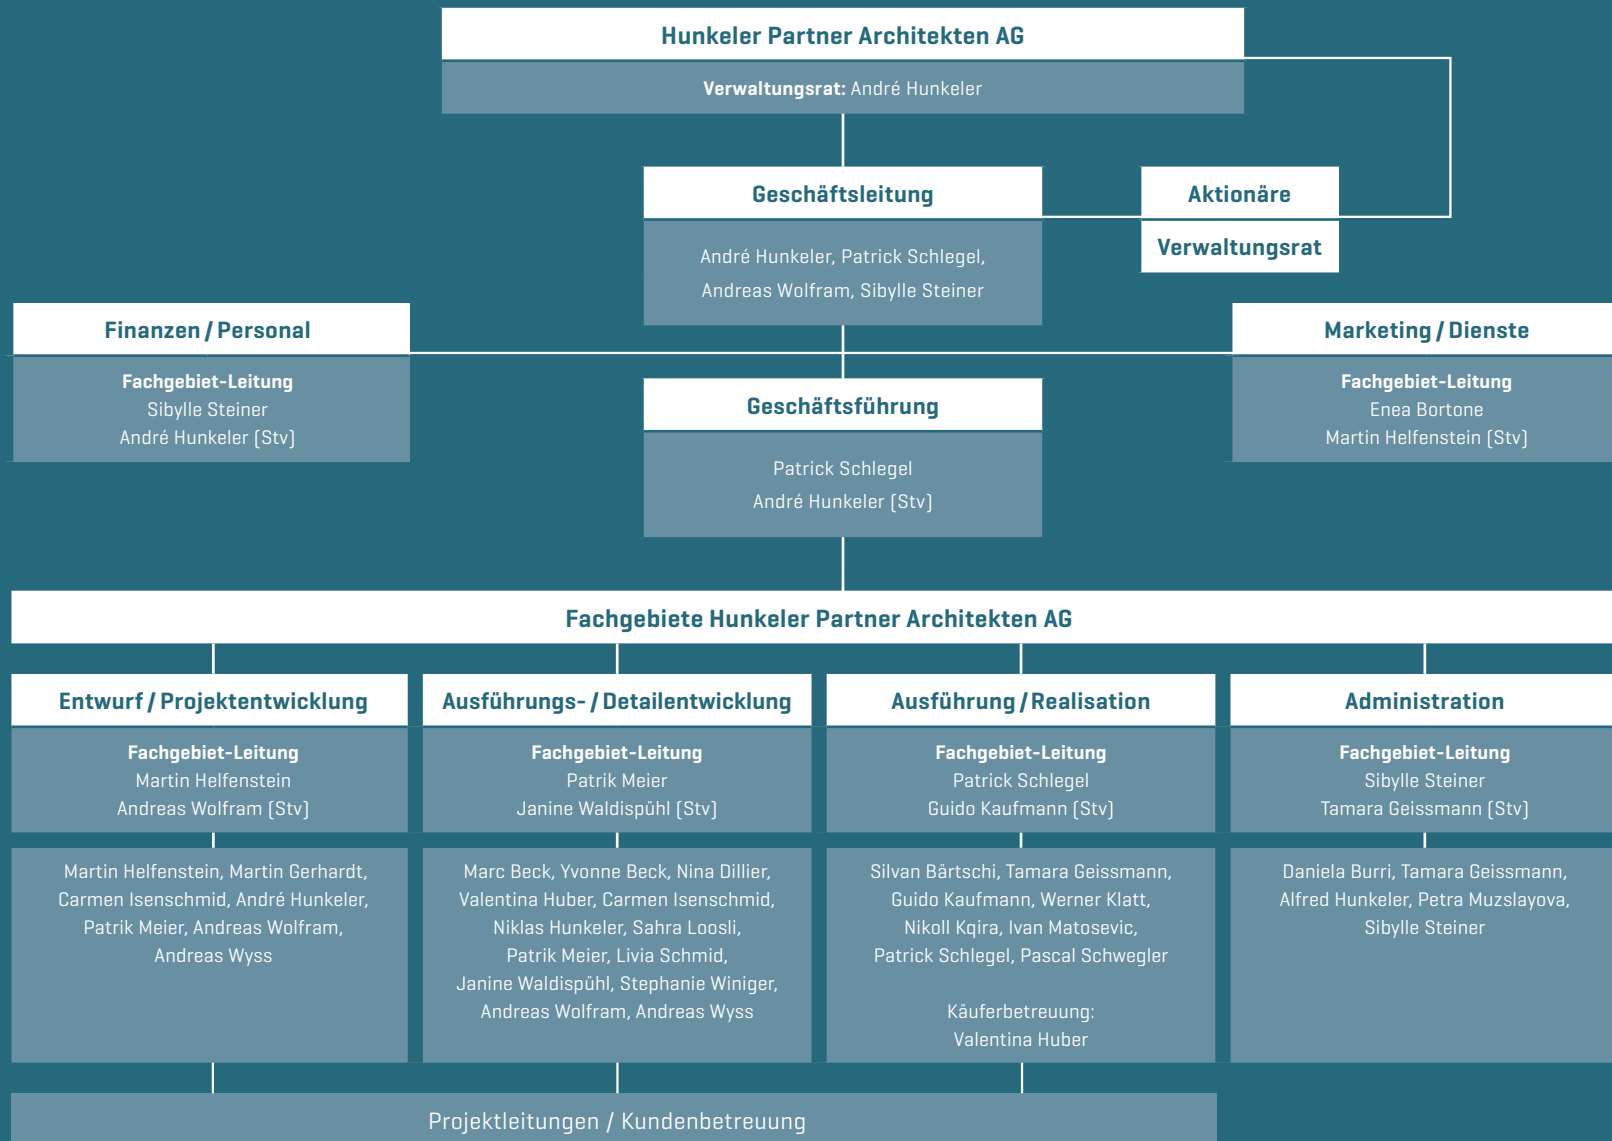 Hunkeler Partner Architekten AG
Verwaltungsrat: André Hunkeler
Geschäftsleitung
André Hunkeler, Patrick Schlegel,
Andreas Wolfram, Sibylle Steiner
Aktionäre
Verwaltungsrat
Finanzen / Personal
Fachgebiet-Leitung
Sibylle Steiner
André Hunkeler (Stv)
Geschäftsführung
Patrick Schlegel
André Hunkeler (Stv)
Marketing / Dienste
Fachgebiet-Leitung
Enea Bortone
Martin Helfenstein (Stv)
Fachgebiete Hunkeler Partner Architekten AG
Entwurf / Projektentwicklung
Fachgebiet-Leitung
Martin Helfenstein
Andreas Wolfram (Stv)
Martin Helfenstein, Martin Gerhardt,
Carmen Isenschmid, André Hunkeler,
Patrik Meier, Andreas Wolfram,
Andreas Wyss
Ausführungs- / Detailentwicklung
Fachgebiet-Leitung
Patrik Meier
Janine Waldispühl (Stv)
Marc Beck, Yvonne Beck, Nina Dillier,
Valentina Huber, Carmen Isenschmid,
Niklas Hunkeler, Sahra Loosli,
Patrik Meier, Livia Schmid,
Janine Waldispühl, Stephanie Winiger,
Andreas Wolfram, Andreas Wyss
Ausführung / Realisation
Fachgebiet-Leitung
Patrick Schlegel
Guido Kaufmann (Stv)
Silvan Bärtschi, Tamara Geissmann,
Guido Kaufmann, Werner Klatt,
Nikoll Kqira, Ivan Matosevic,
Patrick Schlegel, Pascal Schwegler
Käuferbetreuung:
Valentina Huber
Administration
Fachgebiet-Leitung
Sibylle Steiner
Tamara Geissmann (Stv)
Daniela Burri, Tamara Geissmann,
Alfred Hunkeler, Petra Muzslayova,
Sibylle Steiner
Projektleitungen / Kundenbetreuung